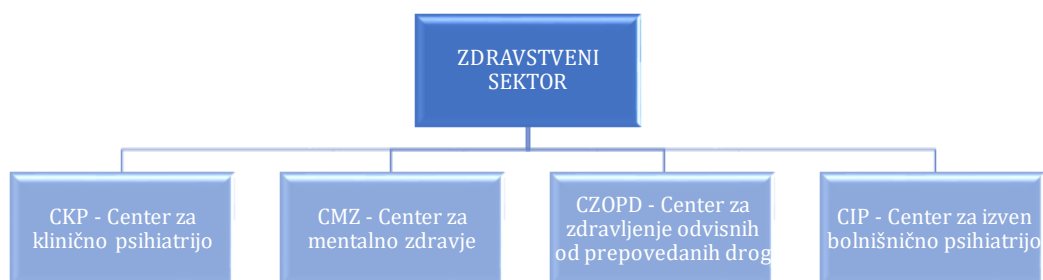 ZDRAVSTVENI
SEKTOR
CKP - Center za
klinično psihiatrijo
CMZ - Center za
mentalno zdravje
CZOPD - Center za
zdravljenje odvisnih
od prepovedanih drog
CIP - Center za izven
bolnišnično psihiatrijo